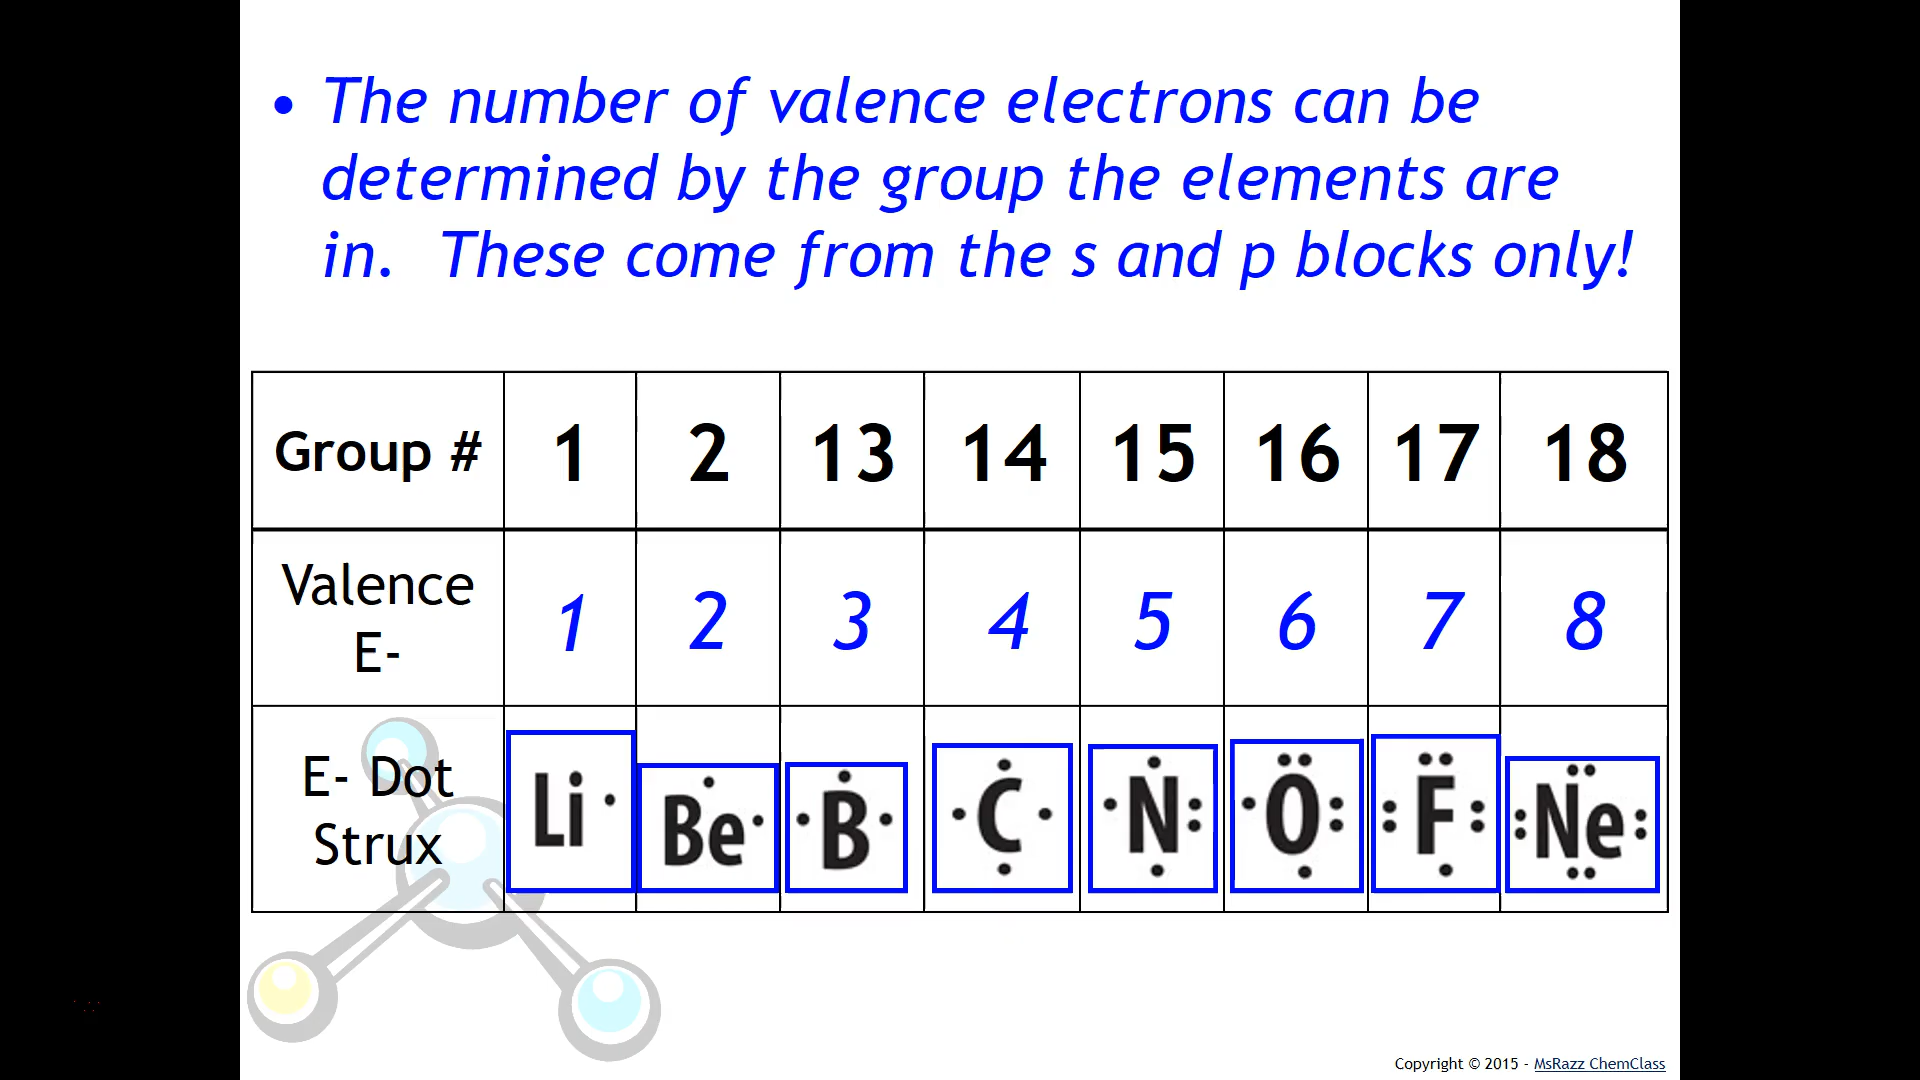 • The number of valence electrons can be
determined by the group the elements are
in. These come from the s and p blocks only!
Group # 1 2 13 14 15 16 17 18
Valence
E- 1 2 3 4 5 6 7 8
E- Dot
Strux Li Be B C N O F Ne
Copyright © 2015 - MsRazz ChemClass